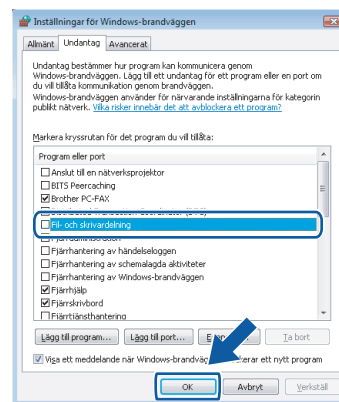 Inställningar för Windows-brandväggen
Allmänt Undantag Avancerat
Undantag bestämmer hur program kan kommunicera genom
Windows-brandväggen. Lägg till ett undantag för ett program eller en port om
du vill tillåta kommunikation genom brandväggen.
Windows-brandväggen använder för närvarande inställningarna för kategorin
publikt nätverk. Vilka risker innebär det att avblockera ett program?
Markera kryssrutan för det program du vill tillåta:
Program eller port
Anslut till en nätverksprojektor
BITS Peercaching
Brother PC-FAX
Fil- och skrivardelning
Fjärradministration
Fjärrhantering av händelseloggen
Fjärrhantering av schemalagda aktiviteter
Fjärrhantering av Windows-brandväggen
Fjärrhjälp
Fjärrskrivbord
Fjärrtjänsthantering
Lägg till program... Lägg till port... Ta bort
Visa ett meddelande när Windows-brandväg ett nytt program
OK Avbryt Verkställ